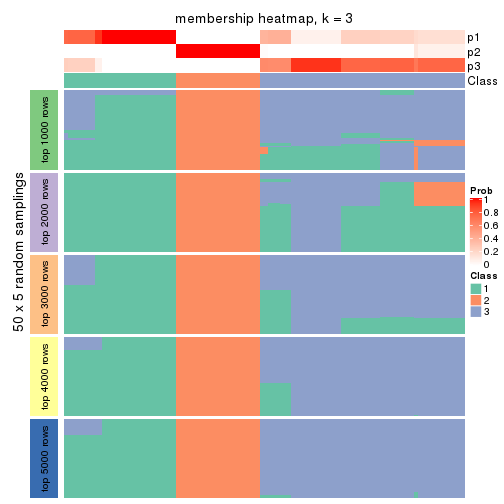 membership heatmap, k = 3
p1
p2
p3
Class
50 x 5 random samplings
top 1000 rows
top 2000 rows
top 3000 rows
top 4000 rows
top 5000 rows
Prob
1
0.8
0.6
0.4
0.2
0
Class
1
2
3